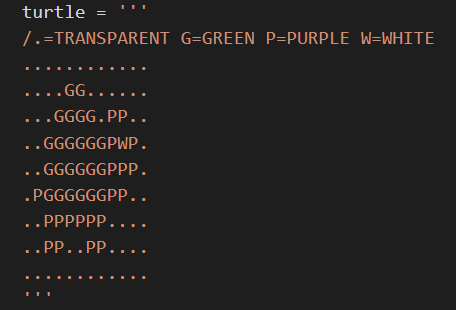 turtle = '''
/.=TRANSPARENT G=GREEN P=PURPLE W=WHITE
............
....GG......
...GGGG.PP..
..GGGGGGPWP.
..GGGGGGPPP.
.PGGGGGGPP..
..PPPPPP....
..PP..PP....
............
'''